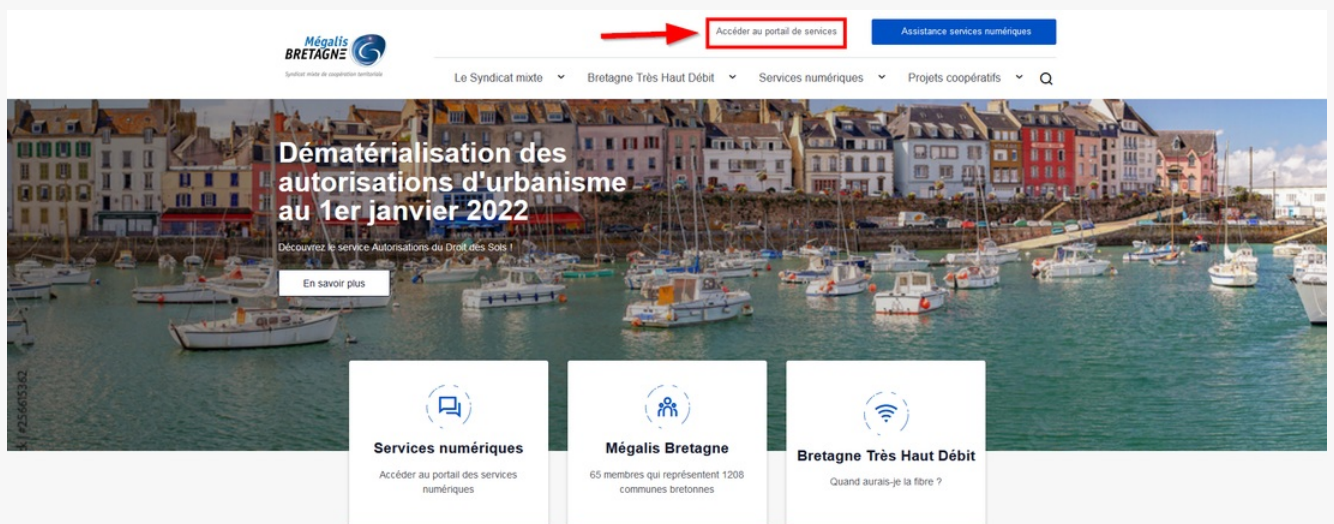 Accéder au portail de services
Assistance services numériques
Mégalis
BRETAGNE
Syndicat mixte de coopération territoriale
Le Syndicat mixte
Bretagne Très Haut Débit
Services numériques
Projets coopératifs
Dématérialisation des
autorisations d'urbanisme
au 1er janvier 2022
Découvrez le service Autorisations du Droit des Sols !
En savoir plus
#256615362
Services numériques
Accéder au portail des services
numériques
Mégalis Bretagne
65 membres qui représentent 1208
communes bretonnes
Bretagne Très Haut Débit
Quand aurais-je la fibre ?